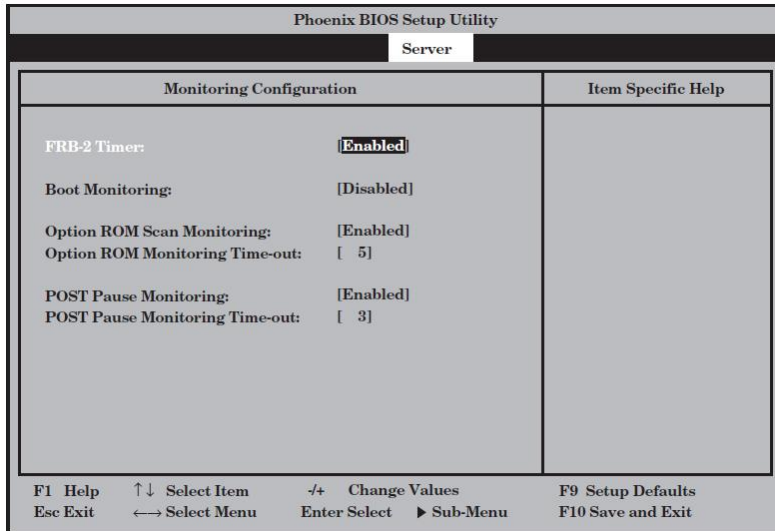 Phoenix BIOS Setup Utility
Server
Monitoring Configuration
Item Specific Help
FRB-2 Timer: [Enabled]
Boot Monitoring: [Disabled]
Option ROM Scan Monitoring: [Enabled]
Option ROM Monitoring Time-out: [ 5]
POST Pause Monitoring: [Enabled]
POST Pause Monitoring Time-out: [ 3]
F1 Help ↑↓ Select Item -/+ Change Values F9 Setup Defaults
Esc Exit ←→ Select Menu Enter Select ▶ Sub-Menu F10 Save and Exit